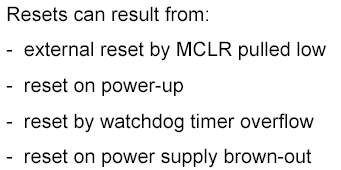 Resets can result from:
- external reset by MCLR pulled low
- reset on power-up
- reset by watchdog timer overflow
- reset on power supply brown-out